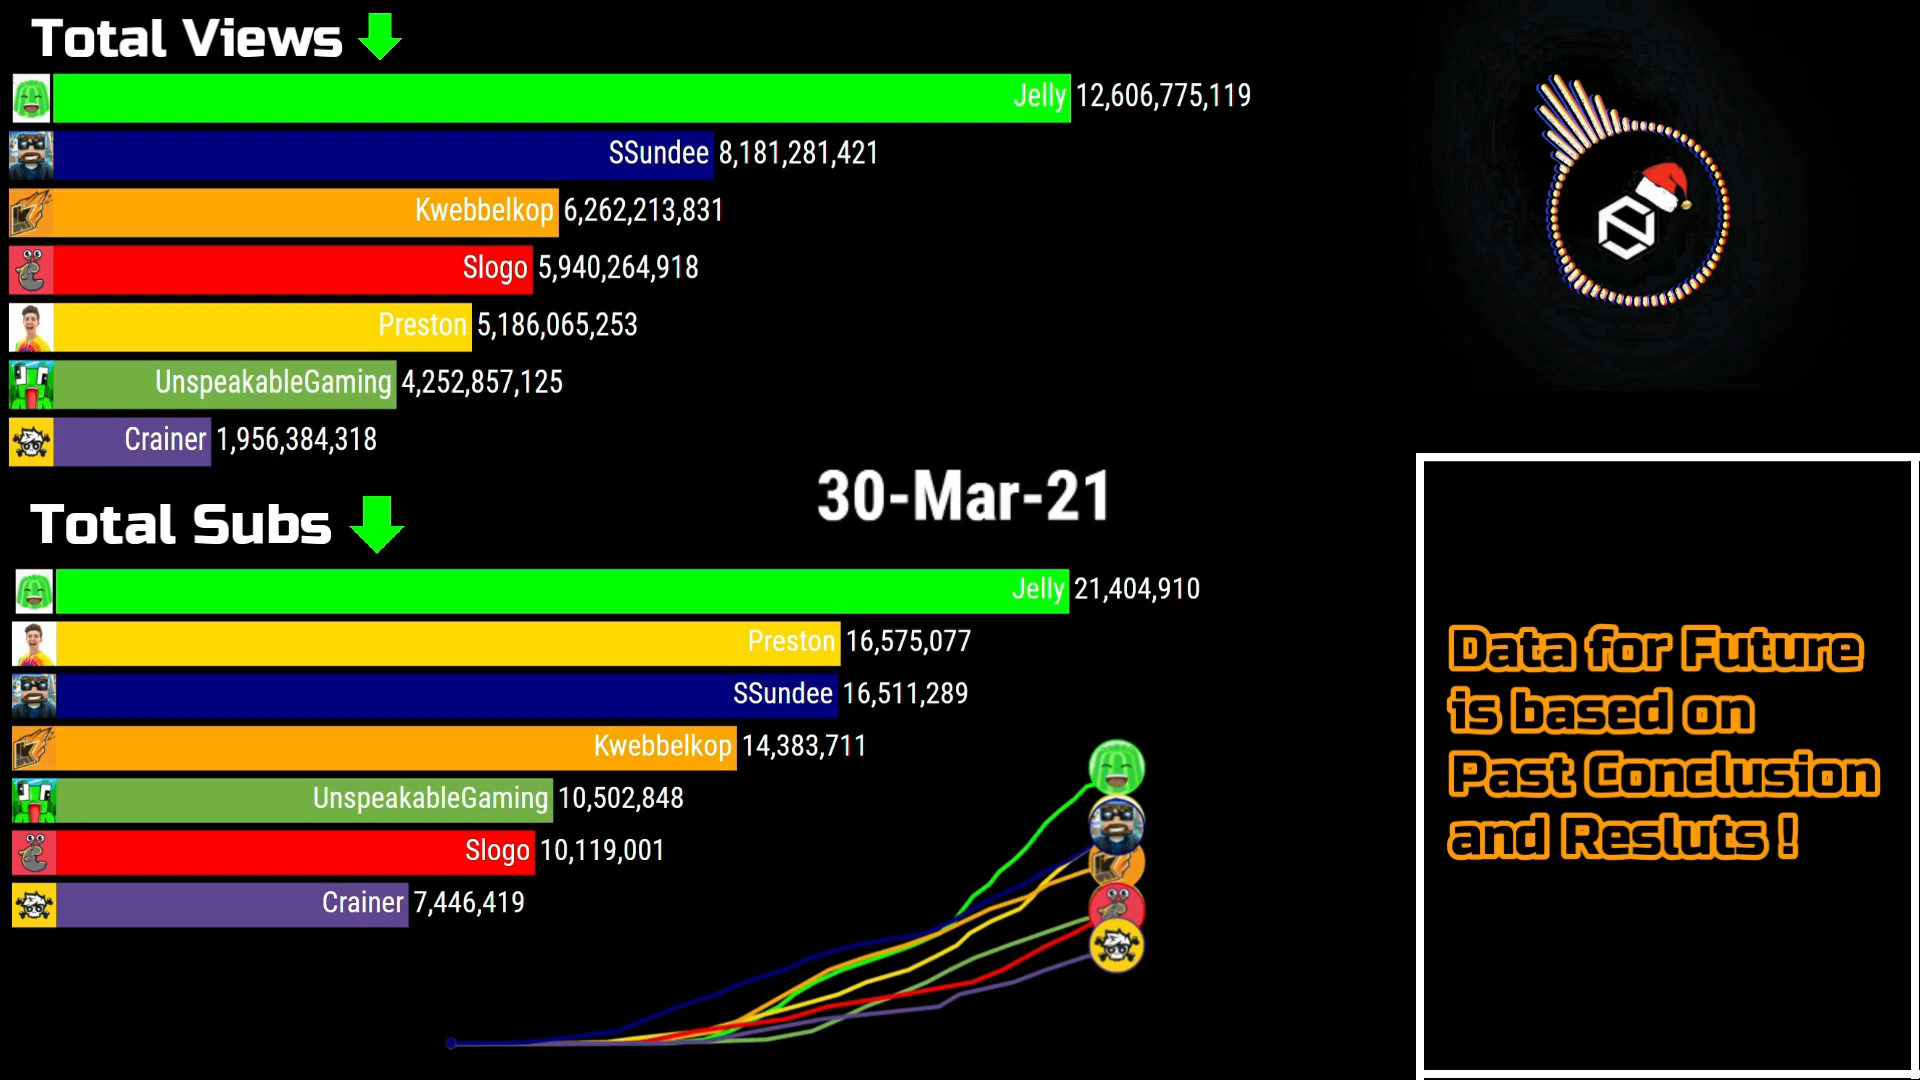 Total Views
Jelly 12,606,775,119
SSundee 8,181,281,421
Kwebbelkop 6,262,213,831
Slogo 5,940,264,918
Preston 5,186,065,253
UnspeakableGaming 4,252,857,125
Crainer 1,956,384,318
30-Mar-21
Total Subs
Jelly 21,404,910
Preston 16,575,077
SSundee 16,511,289
Kwebbelkop 14,383,711
UnspeakableGaming 10,502,848
Slogo 10,119,001
Crainer 7,446,419
Data for Future
is based on
Past Conclusion
and Resluts !